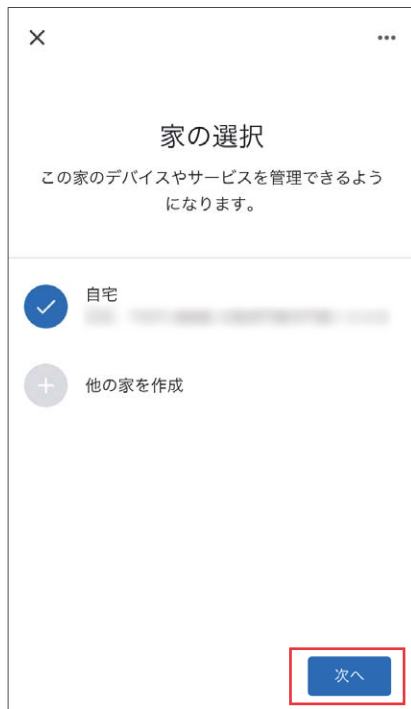 家の選択
この家のデバイスやサービスを管理できるよう
になります。
自宅
他の家を作成
次へ